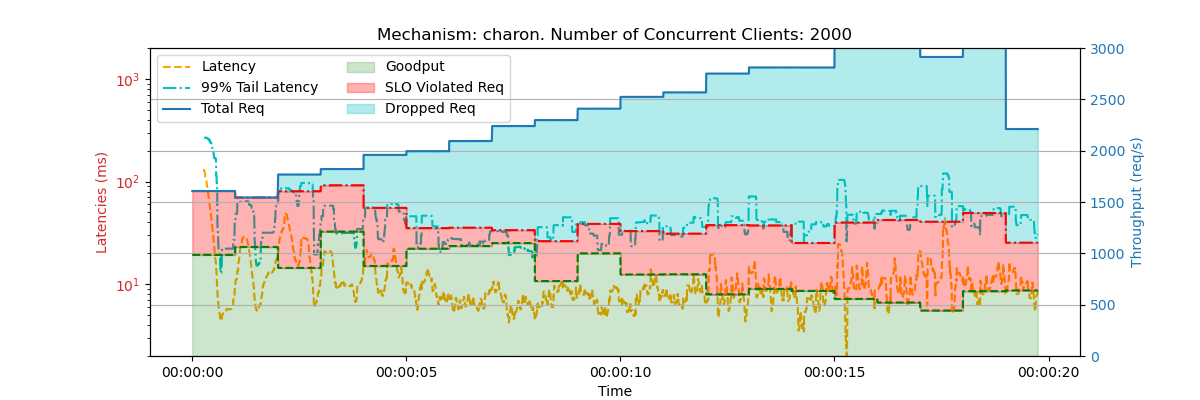 Mechanism: charon. Number of Concurrent Clients: 2000
Latency
99% Tail Latency
Total Req
Goodput
SLO Violated Req
Dropped Req
Latencies (ms)
10³
10²
10¹
Throughput (req/s)
3000
2500
2000
1500
1000
500
0
00:00:00
00:00:05
00:00:10
00:00:15
00:00:20
Time